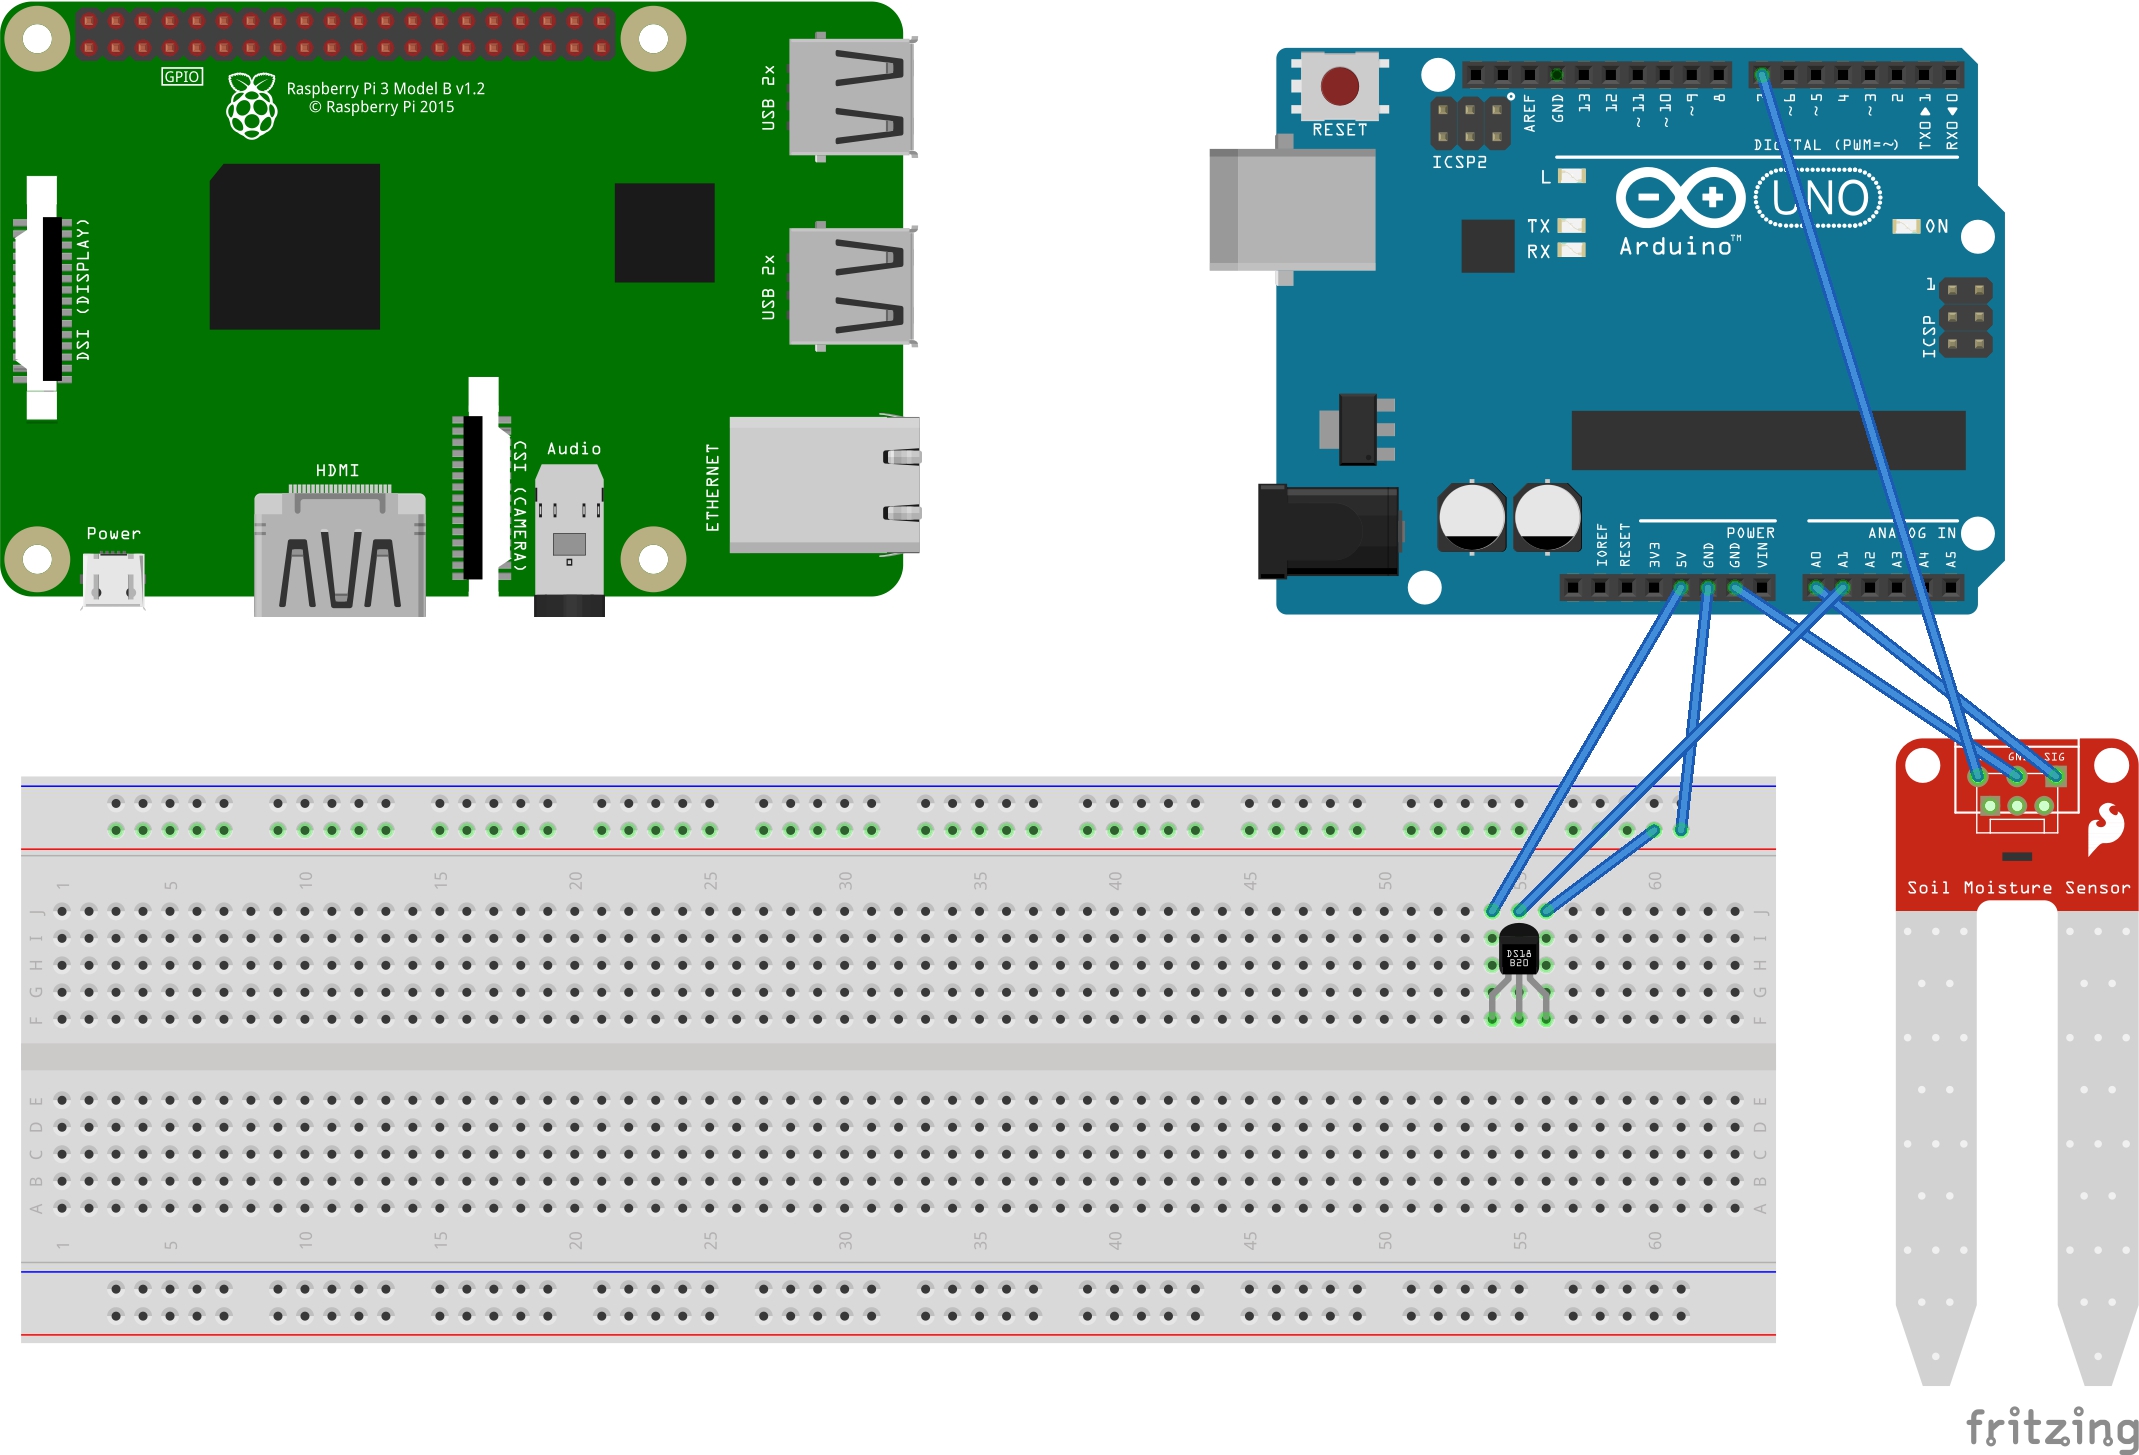 GPIO
Raspberry Pi 3 Model B v1.2
© Raspberry Pi 2015
USB 2x
DSI (DISPLAY)
USB 2x
HDMI
CSI (CAMERA)
Audio
ETHERNET
Power
RESET
ICSP2
AREF
GND
13
12
~11
~10
~9
8
7
~6
~5
4
~3
2
TX0▶1
RX0◀0
DIGITAL (PWM=~)
L
TX
RX
UNO
Arduino™
ON
1
ICSP
IOREF
RESET
3V3
5V
GND
GND
VIN
POWER
A0
A1
A2
A3
A4
A5
ANALOG IN
GND
SIG
Soil Moisture Sensor
1 5 10 15 20 25 30 35 40 45 50 55 60
J J
I I
H H
G G
F F
DS18
B20
E E
D D
C C
B B
A A
1 5 10 15 20 25 30 35 40 45 50 55 60
fritzing